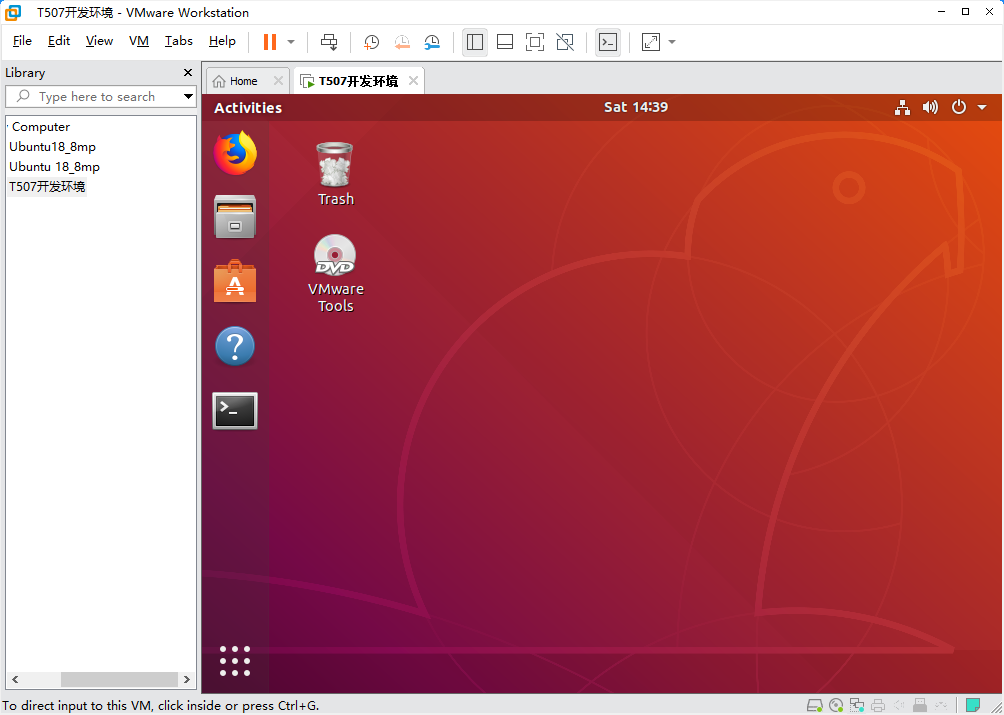 T507开发环境 - VMware Workstation
File Edit View VM Tabs Help
Library
Type here to search
Computer
Ubuntu18_8mp
Ubuntu 18_8mp
T507开发环境
Home
T507开发环境
Activities
Sat 14:39
Trash
DVD
VMware
Tools
To direct input to this VM, click inside or press Ctrl+G.